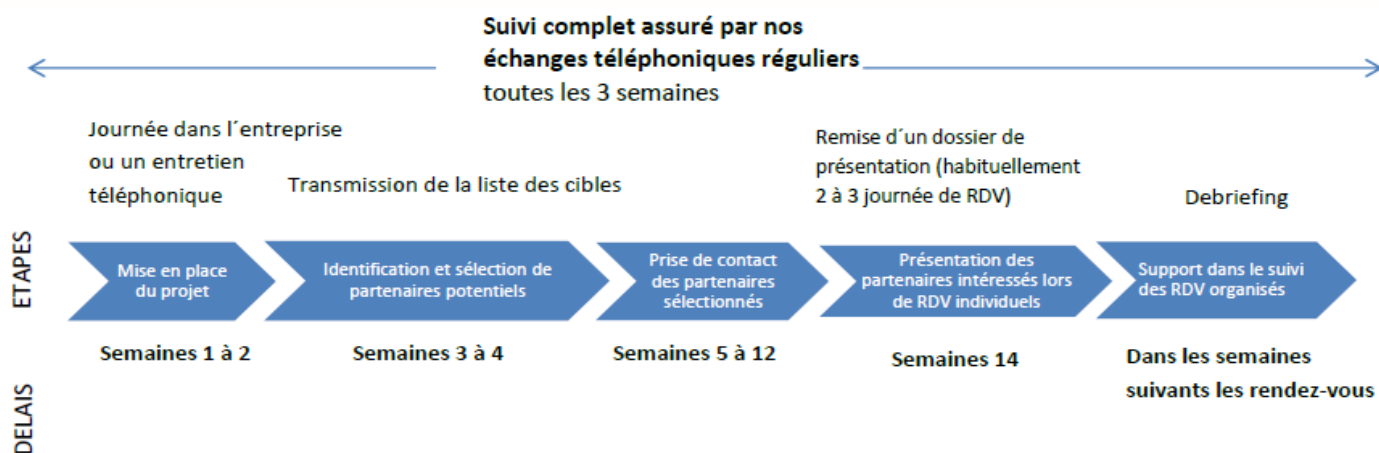 Suivi complet assuré par nos
échanges téléphoniques réguliers
toutes les 3 semaines
Journée dans l´entreprise
ou un entretien
téléphonique
Transmission de la liste des cibles
Remise d´un dossier de
présentation (habituellement
2 à 3 journée de RDV)
Debriefing
ETAPES
Mise en place
du projet
Identification et sélection de
partenaires potentiels
Prise de contact
des partenaires
sélectionnés
Présentation des
partenaires intéressés lors
de RDV individuels
Support dans le suivi
des RDV organisés
DELAIS
Semaines 1 à 2
Semaines 3 à 4
Semaines 5 à 12
Semaines 14
Dans les semaines
suivants les rendez-vous